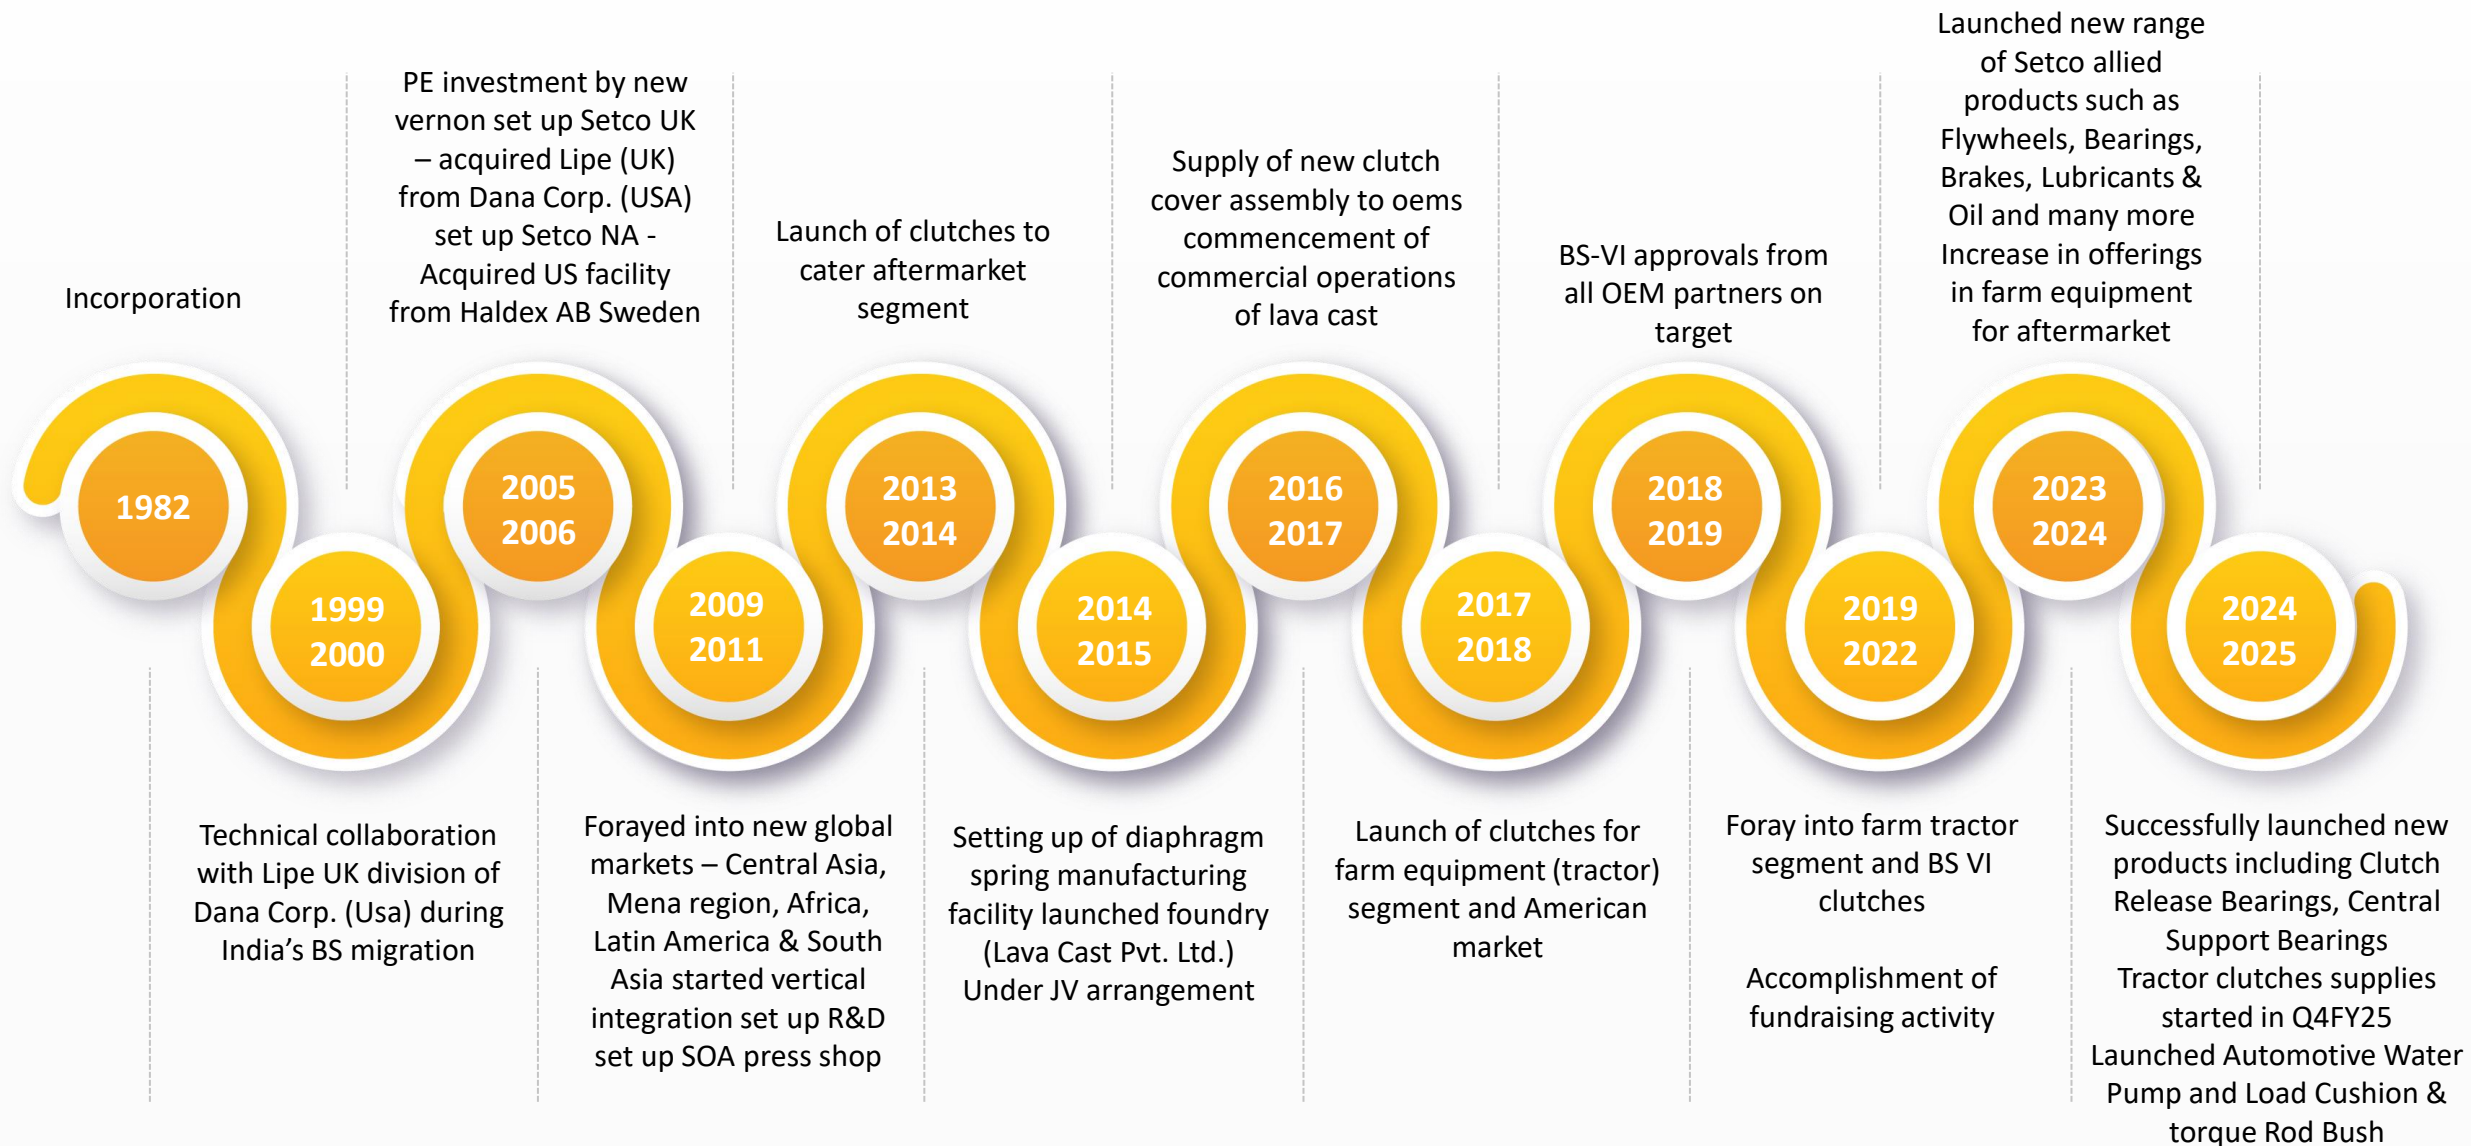 Incorporation
1982
1999
2000
Technical collaboration
with Lipe UK division of
Dana Corp. (Usa) during
India’s BS migration
PE investment by new
vernon set up Setco UK
– acquired Lipe (UK)
from Dana Corp. (USA)
set up Setco NA -
Acquired US facility
from Haldex AB Sweden
2005
2006
2009
2011
Forayed into new global
markets – Central Asia,
Mena region, Africa,
Latin America & South
Asia started vertical
integration set up R&D
set up SOA press shop
Launch of clutches to
cater aftermarket
segment
2013
2014
2014
2015
Setting up of diaphragm
spring manufacturing
facility launched foundry
(Lava Cast Pvt. Ltd.)
Under JV arrangement
Supply of new clutch
cover assembly to oems
commencement of
commercial operations
of lava cast
2016
2017
2017
2018
Launch of clutches for
farm equipment (tractor)
segment and American
market
BS-VI approvals from
all OEM partners on
target
2018
2019
2019
2022
Foray into farm tractor
segment and BS VI
clutches
Accomplishment of
fundraising activity
Launched new range
of Setco allied
products such as
Flywheels, Bearings,
Brakes, Lubricants &
Oil and many more
Increase in offerings
in farm equipment
for aftermarket
2023
2024
2024
2025
Successfully launched new
products including Clutch
Release Bearings, Central
Support Bearings
Tractor clutches supplies
started in Q4FY25
Launched Automotive Water
Pump and Load Cushion &
torque Rod Bush